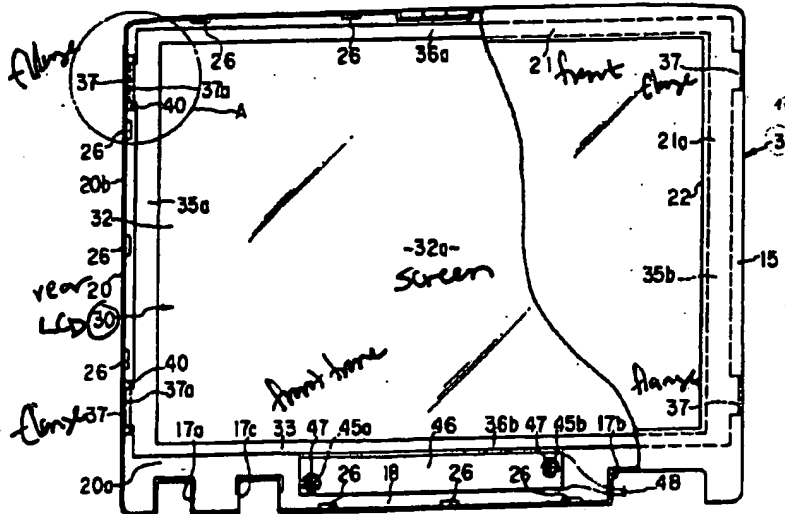 26 26 36a 21 37
flange
37 37a
40 A
front
flange
26
21a
20b
22
32 35a
-32a-
screen
26
35b
15
rear
20
LCD 30
26
40
37a
flange
37
front frame
flange
37
17a 17c 33 47 45a 46 36b 47 45b 17b
20a
26 18 26 26 48